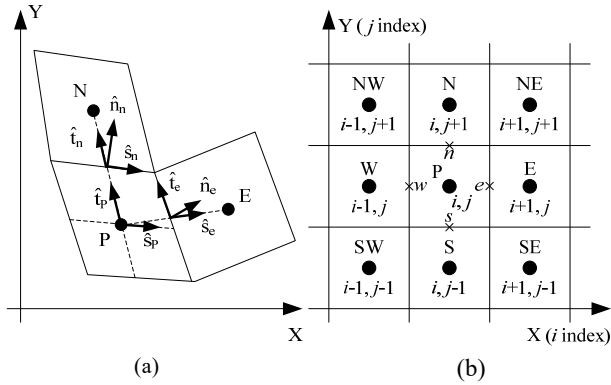 Y
N
n̂ₙ
t̂ₙ
ŝₙ
t̂ₚ
t̂ₑ
n̂ₑ
E
P
ŝₚ
ŝₑ
X
(a)
Y (j index)
NW N NE
i-1, j+1 i, j+1 i+1, j+1
n
W P E
w e
i-1, j i, j i+1, j
s
SW S SE
i-1, j-1 i, j-1 i+1, j-1
X (i index)
(b)